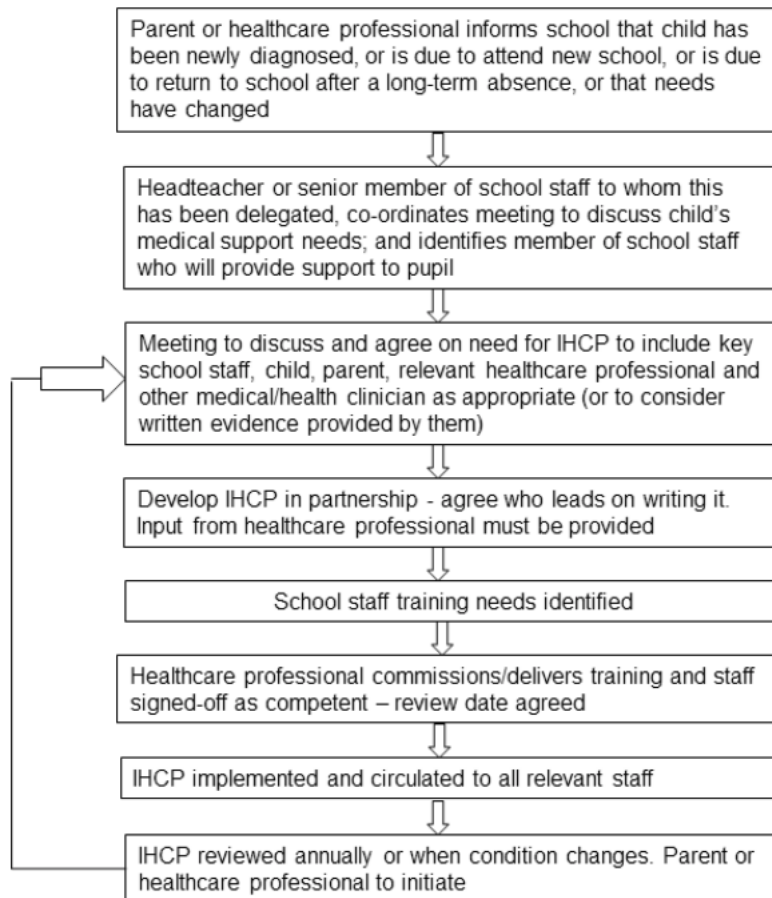 Parent or healthcare professional informs school that child has
been newly diagnosed, or is due to attend new school, or is due
to return to school after a long-term absence, or that needs
have changed
Headteacher or senior member of school staff to whom this
has been delegated, co-ordinates meeting to discuss child's
medical support needs; and identifies member of school staff
who will provide support to pupil
Meeting to discuss and agree on need for IHCP to include key
school staff, child, parent, relevant healthcare professional and
other medical/health clinician as appropriate (or to consider
written evidence provided by them)
Develop IHCP in partnership - agree who leads on writing it.
Input from healthcare professional must be provided
School staff training needs identified
Healthcare professional commissions/delivers training and staff
signed-off as competent – review date agreed
IHCP implemented and circulated to all relevant staff
IHCP reviewed annually or when condition changes. Parent or
healthcare professional to initiate